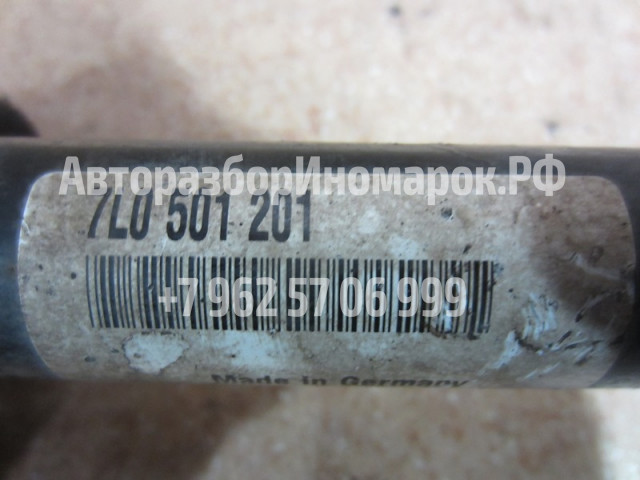 АвторазборИномарок.РФ
7L0 501 201
+7 962 57 06 999
Made in Germany